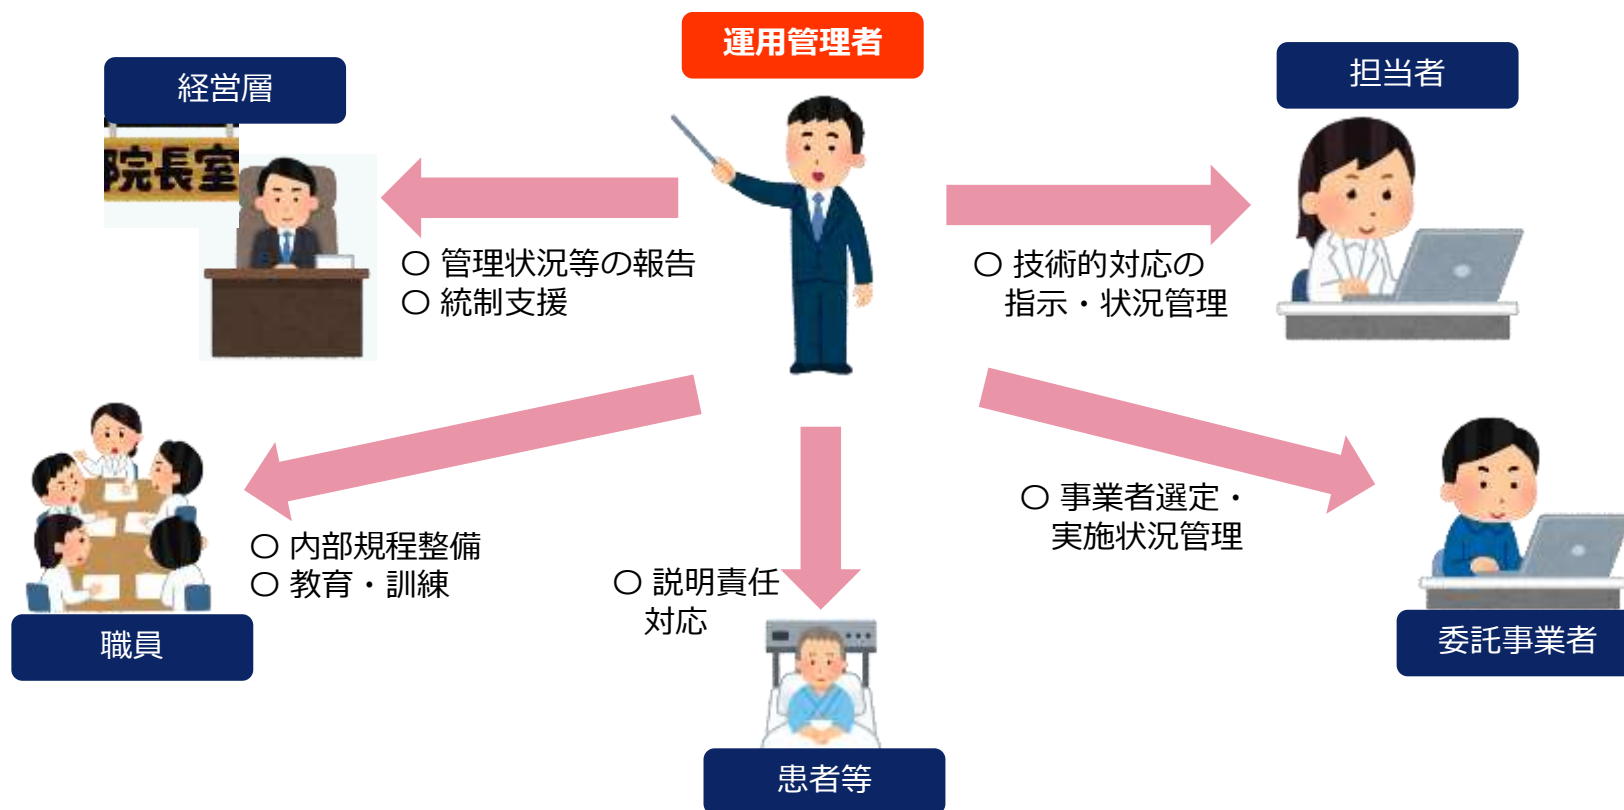 運用管理者
経営層
担当者
院長室
〇 管理状況等の報告
〇 統制支援
〇 技術的対応の
指示・状況管理
〇 内部規程整備
〇 教育・訓練
〇 説明責任
対応
〇 事業者選定・
実施状況管理
職員
委託事業者
患者等